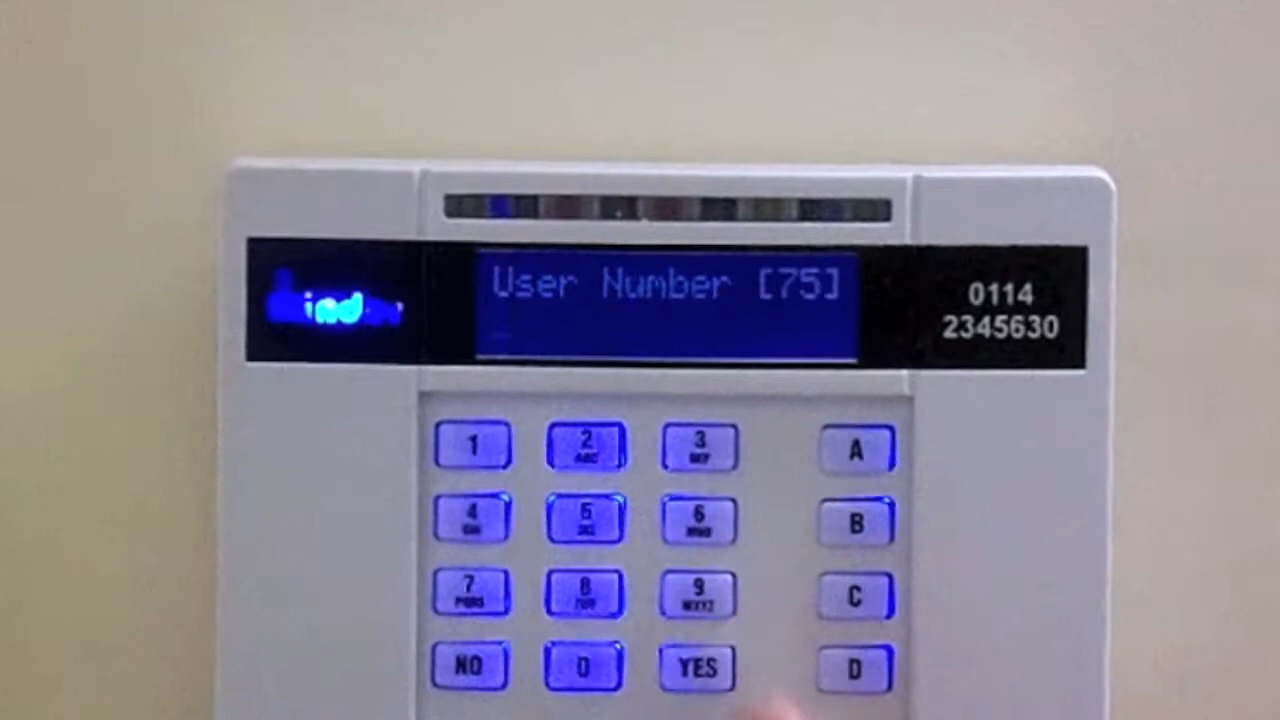 User Number [75]
0114
2345630
1
2 ABC
3 DEF
A
4 GHI
5 JKL
6 MNO
B
7 PQRS
8 TUV
9 WXYZ
C
NO
0
YES
D